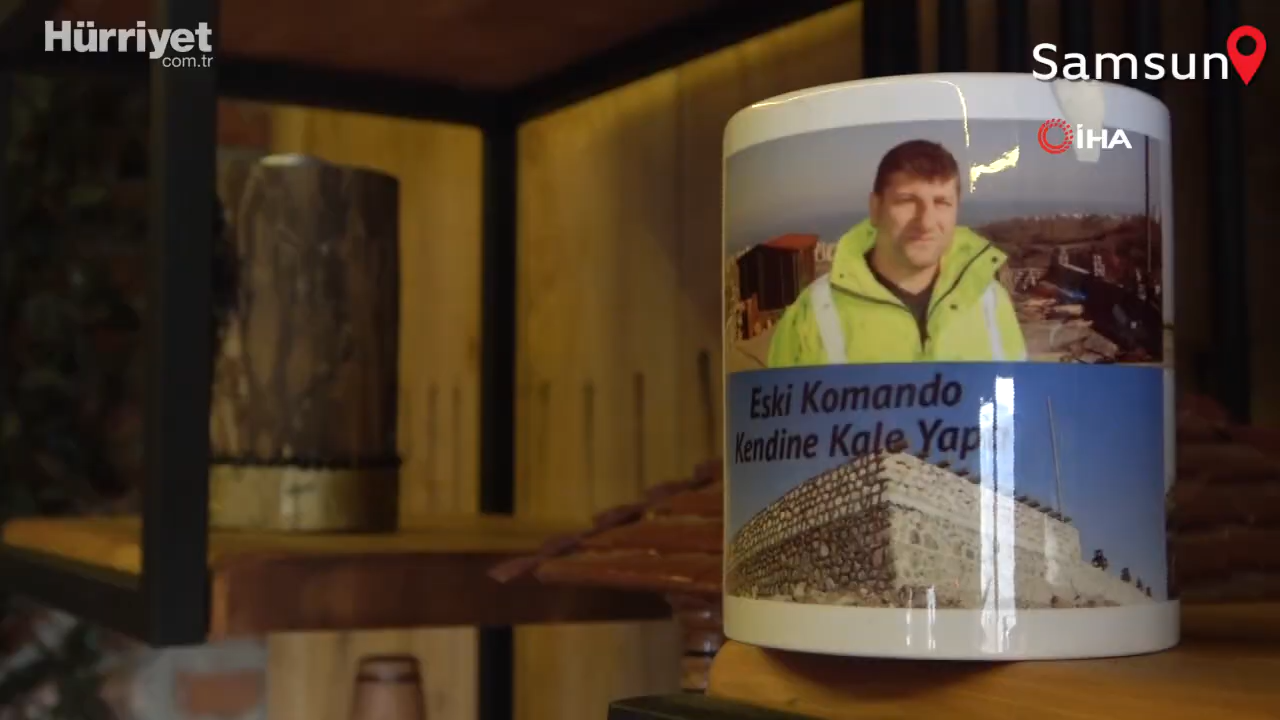 Hürriyet
com.tr
Samsun
İHA
Eski Komando
Kendine Kale Yap